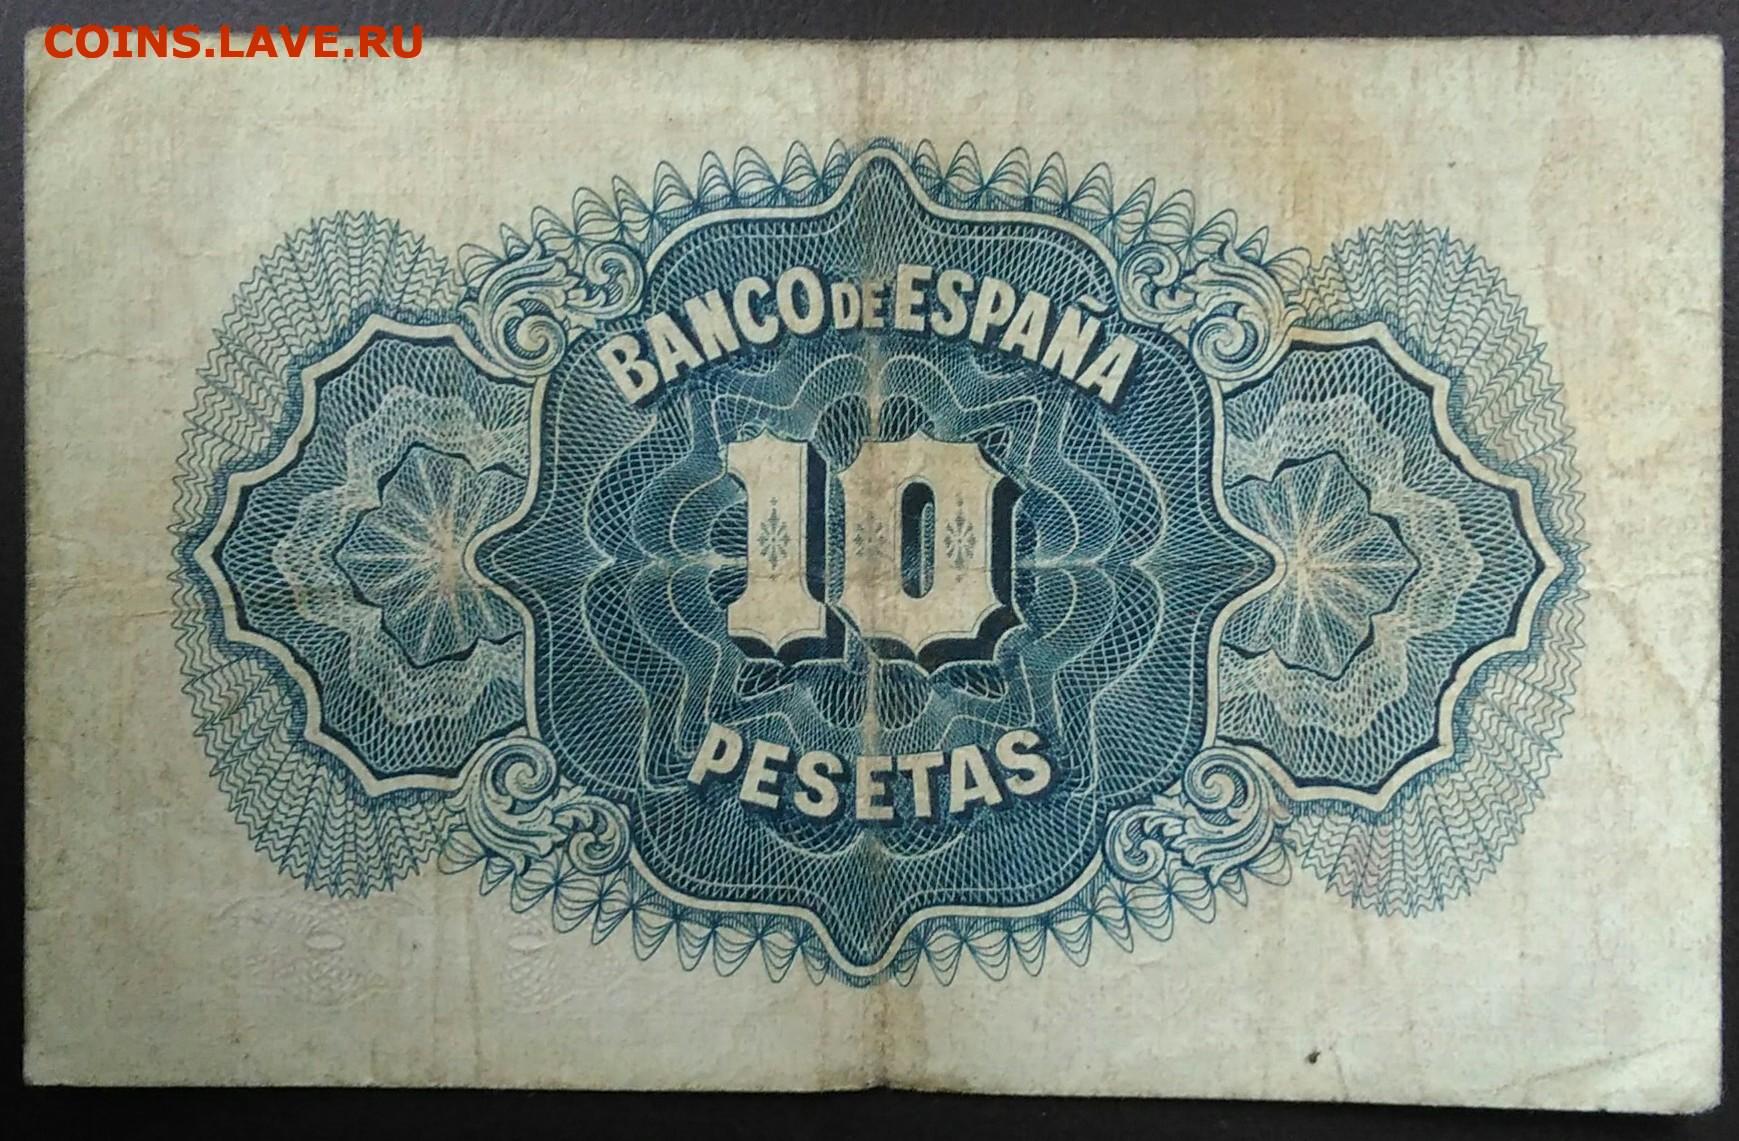 COINS.LAVE.RU
BANCO DE ESPAÑA
10
PESETAS